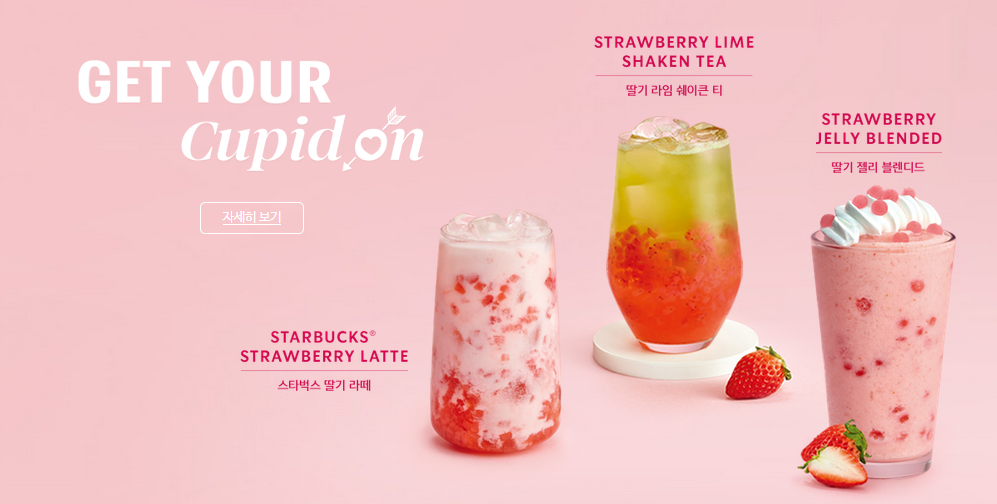 GET YOUR
Cupid on
자세히 보기
STARBUCKS®
STRAWBERRY LATTE
스타벅스 딸기 라떼
STRAWBERRY LIME
SHAKEN TEA
딸기 라임 쉐이큰 티
STRAWBERRY
JELLY BLENDED
딸기 젤리 블렌디드